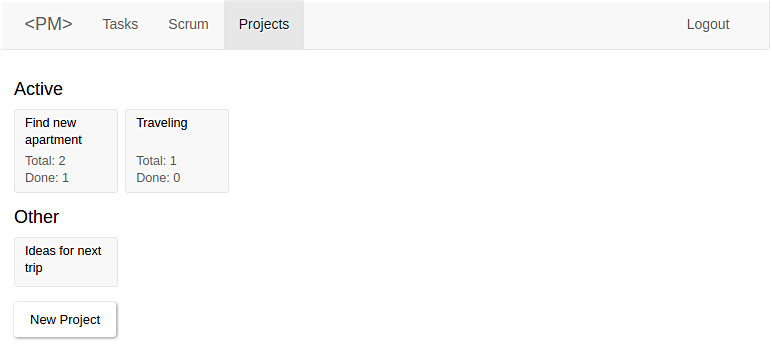 <PM> Tasks Scrum Projects Logout
Active
Find new
apartment
Total: 2
Done: 1
Traveling
Total: 1
Done: 0
Other
Ideas for next
trip
New Project